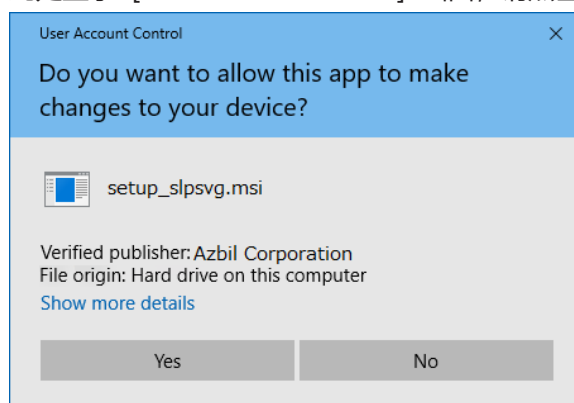 User Account Control
Do you want to allow this app to make
changes to your device?
setup_slpsvg.msi
Verified publisher: Azbil Corporation
File origin: Hard drive on this computer
Show more details
Yes
No